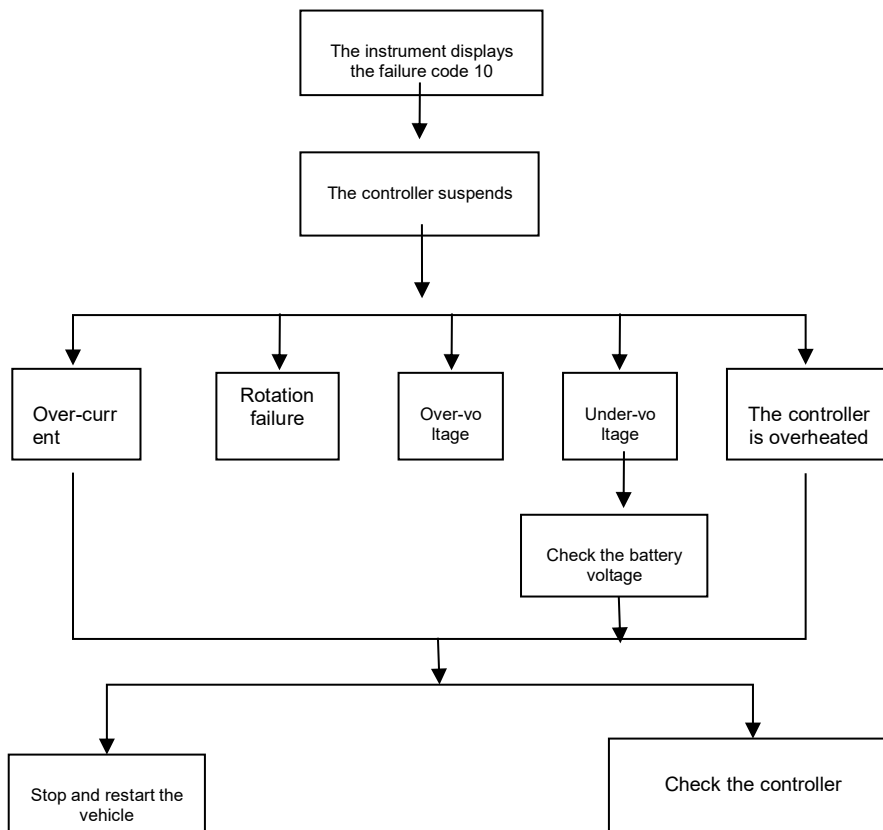 The instrument displays
the failure code 10
The controller suspends
Over-curr
ent
Rotation
failure
Over-vo
ltage
Under-vo
ltage
The controller
is overheated
Check the battery
voltage
Stop and restart the
vehicle
Check the controller